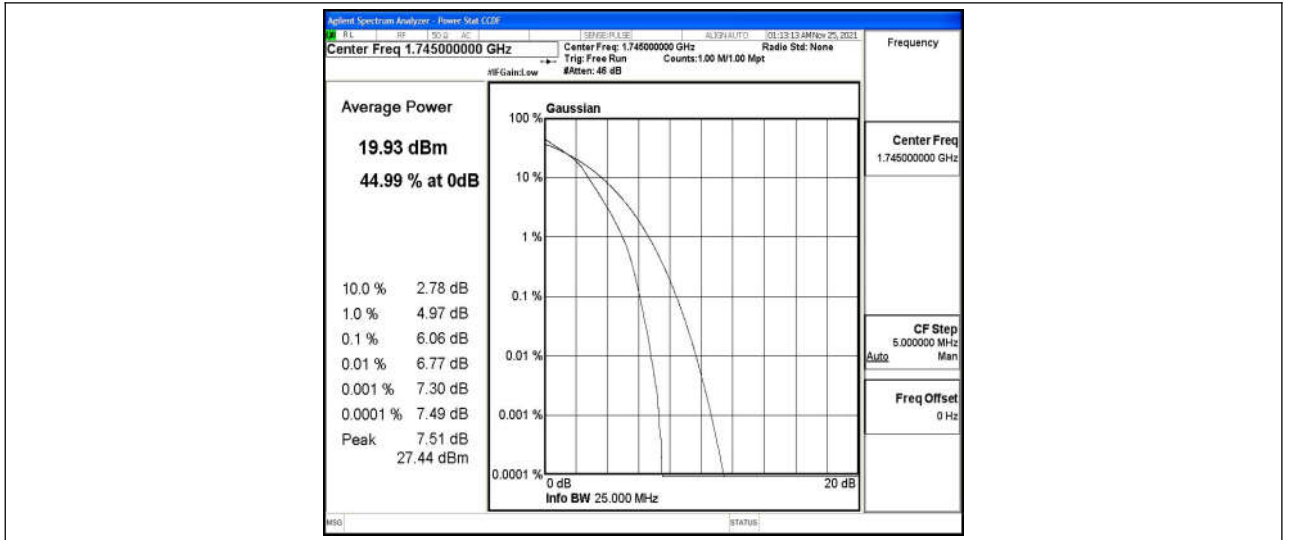 Agilent Spectrum Analyzer - Power Stat CCDF
RL RF 50 Ω AC SENSE:PULSE ALIGN AUTO 01:13:13 AM Nov 25, 2021
Center Freq 1.745000000 GHz
Center Freq: 1.745000000 GHz Radio Std: None
Trig: Free Run Counts:1.00 M/1.00 Mpt
#IFGain:Low #Atten: 46 dB
Frequency
Average Power
19.93 dBm
44.99 % at 0dB
10.0 % 2.78 dB
1.0 % 4.97 dB
0.1 % 6.06 dB
0.01 % 6.77 dB
0.001 % 7.30 dB
0.0001 % 7.49 dB
Peak 7.51 dB
27.44 dBm
Gaussian
100 %
10 %
1 %
0.1 %
0.01 %
0.001 %
0.0001 %
0 dB 20 dB
Info BW 25.000 MHz
Center Freq
1.745000000 GHz
CF Step
5.000000 MHz
Auto Man
Freq Offset
0 Hz
MSG STATUS